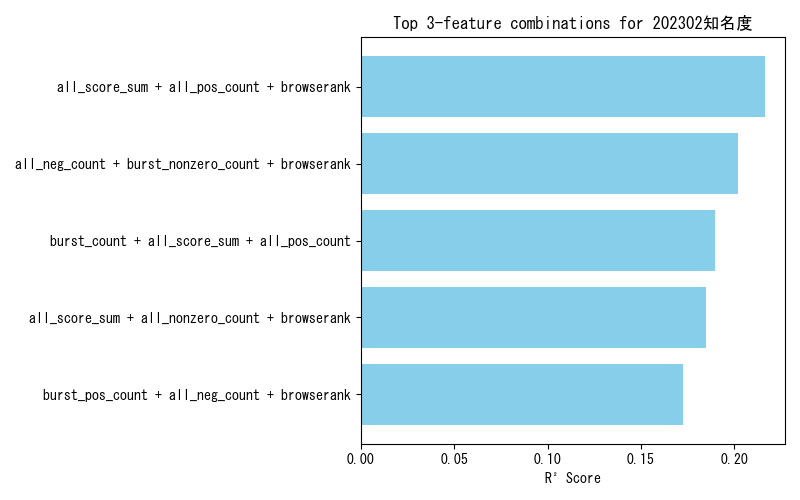 Top 3-feature combinations for 202302知名度
all_score_sum + all_pos_count + browserank
all_neg_count + burst_nonzero_count + browserank
burst_count + all_score_sum + all_pos_count
all_score_sum + all_nonzero_count + browserank
burst_pos_count + all_neg_count + browserank
0.00 0.05 0.10 0.15 0.20
R² Score